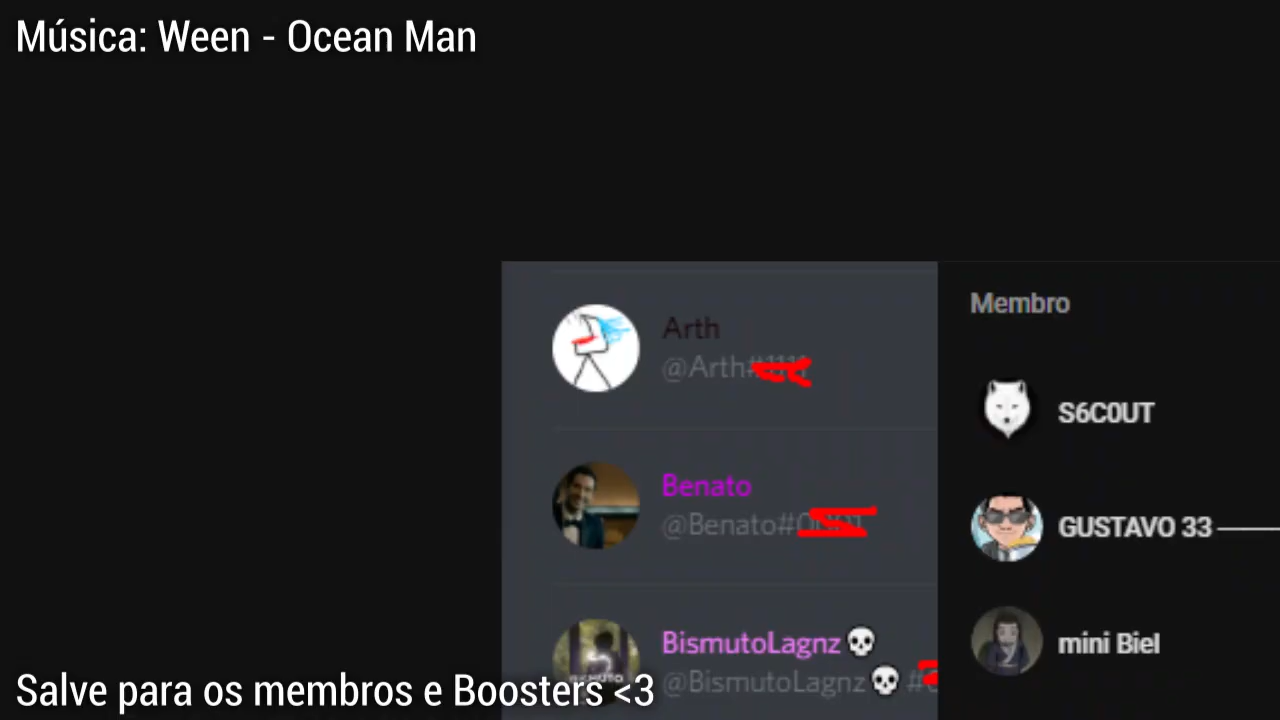 Música: Ween - Ocean Man
Arth
@Arth
Benato
@Benato#
BismutoLagnz💀
@BismutoLagnz💀 #
Membro
S6C0UT
GUSTAVO 33
mini Biel
Salve para os membros e Boosters <3